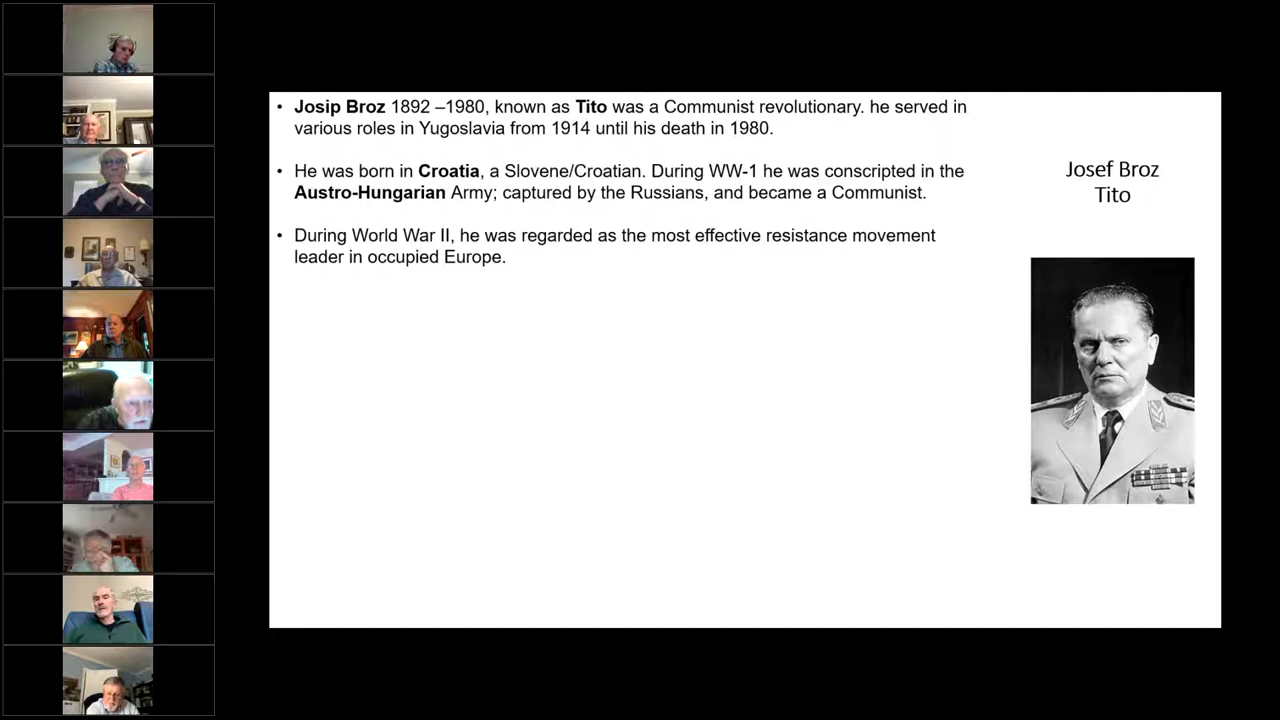 • Josip Broz 1892 –1980, known as Tito was a Communist revolutionary. he served in
various roles in Yugoslavia from 1914 until his death in 1980.
• He was born in Croatia, a Slovene/Croatian. During WW-1 he was conscripted in the
Austro-Hungarian Army; captured by the Russians, and became a Communist.
• During World War II, he was regarded as the most effective resistance movement
leader in occupied Europe.
Josef Broz
Tito